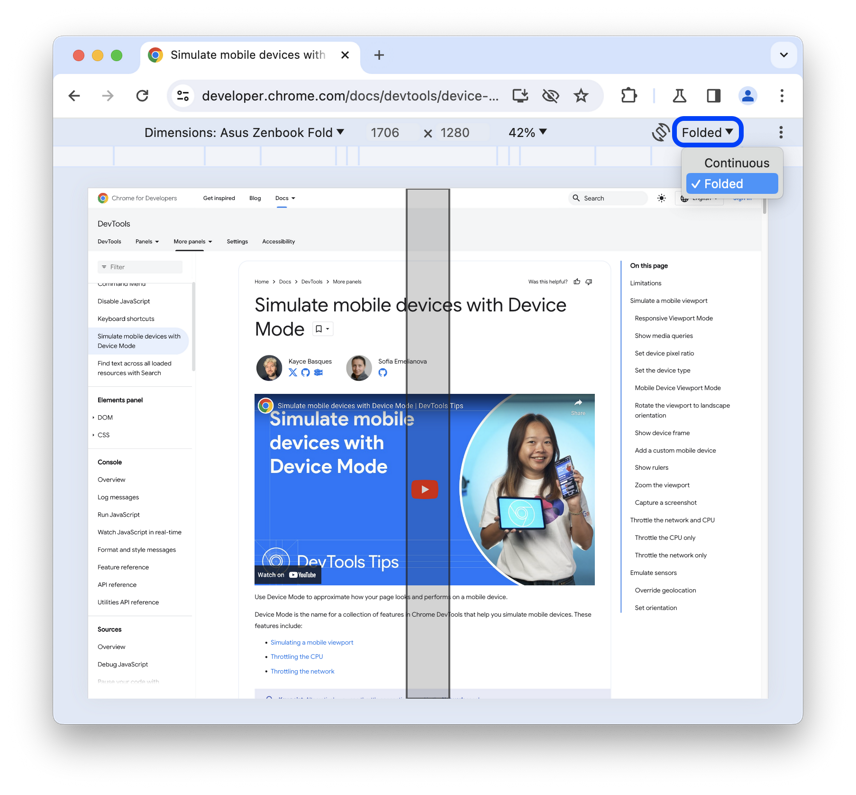 Simulate mobile devices with
developer.chrome.com/docs/devtools/device-...
Dimensions: Asus Zenbook Fold ▼ 1706 × 1280 42% ▼ Folded ▼
Continuous
✓ Folded
Chrome for Developers Get inspired Blog Docs Search English
DevTools
DevTools Panels More panels Settings Accessibility
Filter
Command Menu
Disable JavaScript
Keyboard shortcuts
Simulate mobile devices with
Device Mode
Find text across all loaded
resources with Search
Elements panel
DOM
CSS
Console
Overview
Log messages
Run JavaScript
Watch JavaScript in real-time
Format and style messages
Feature reference
API reference
Utilities API reference
Sources
Overview
Debug JavaScript
Pause your code with
Home > Docs > DevTools > More panels Was this helpful?
Simulate mobile devices with Device
Mode
Kayce Basques Sofia Emelianova
Simulate mobile devices with Device Mode | DevTools Tips
Share
Simulate mobile
devices with
Device Mode
DevTools Tips
Watch on YouTube
Use Device Mode to approximate how your page looks and performs on a mobile device.
Device Mode is the name for a collection of features in Chrome DevTools that help you simulate mobile devices. These
features include:
• Simulating a mobile viewport
• Throttling the CPU
• Throttling the network
On this page
Limitations
Simulate a mobile viewport
Responsive Viewport Mode
Show media queries
Set device pixel ratio
Set the device type
Mobile Device Viewport Mode
Rotate the viewport to landscape
orientation
Show device frame
Add a custom mobile device
Show rulers
Zoom the viewport
Capture a screenshot
Throttle the network and CPU
Throttle the CPU only
Throttle the network only
Emulate sensors
Override geolocation
Set orientation